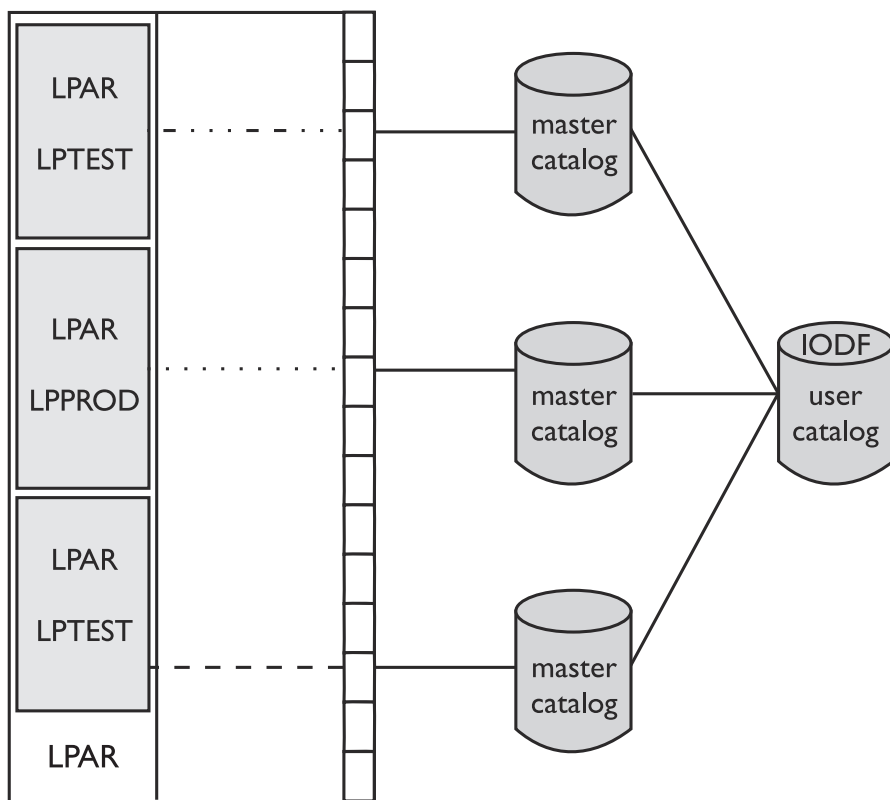 LPAR
LPTEST
master
catalog
LPAR
LPPROD
master
catalog
IODF
user
catalog
LPAR
LPTEST
master
catalog
LPAR